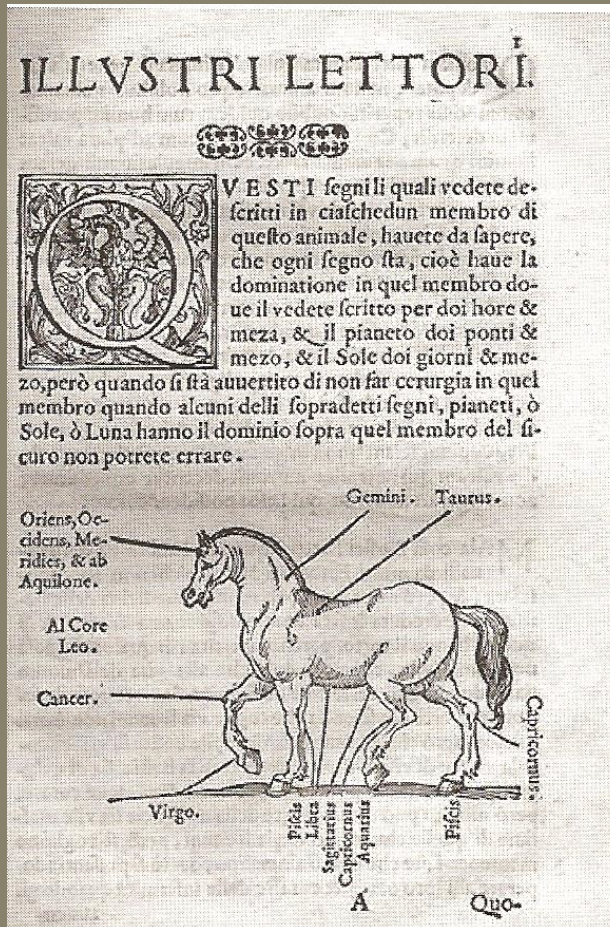 I
ILLVSTRI LETTORI.
QVESTI ſegni li quali vedete de-
ſcritti in ciaſchedun membro di
queſto animale, hauete da ſapere,
che ogni ſegno ſta, cioè haue la
dominatione in quel membro do-
ue il vedete ſcritto per doi hore &
meza, & il pianeto doi ponti &
mezo, & il Sole doi giorni & me-
zo, però quando ſi ſtà auuertito di non far cerurgia in quel
membro quando alcuni delli ſopradetti ſegni, pianeti, ò
Sole, ò Luna hanno il dominio ſopra quel membro del ſi-
curo non potrete errare.
Gemini. Taurus.
Oriens, Oc-
cidens, Me-
ridies, & ab
Aquilone.
Al Core
Leo.
Cancer.
Capricornus.
Virgo.
Piſcis
Libra
Sagietarius
Capricornus
Aquarius
Piſcis
A Quo-